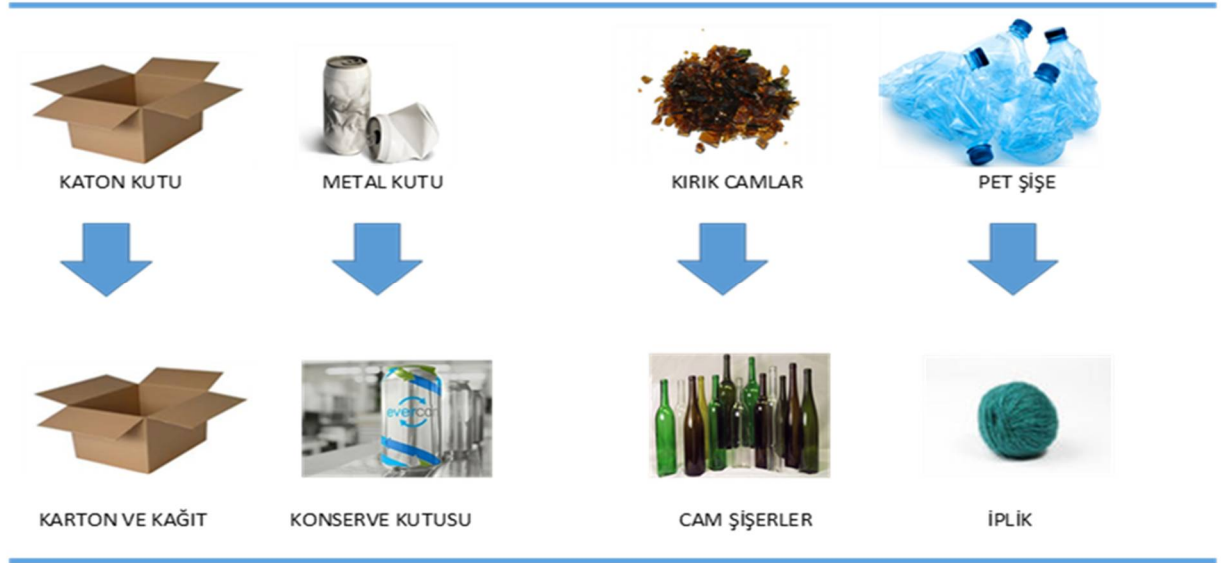 KATON KUTU
METAL KUTU
KIRIK CAMLAR
PET ŞİŞE
evercan
KARTON VE KAĞIT
KONSERVE KUTUSU
CAM ŞİŞERLER
İPLİK